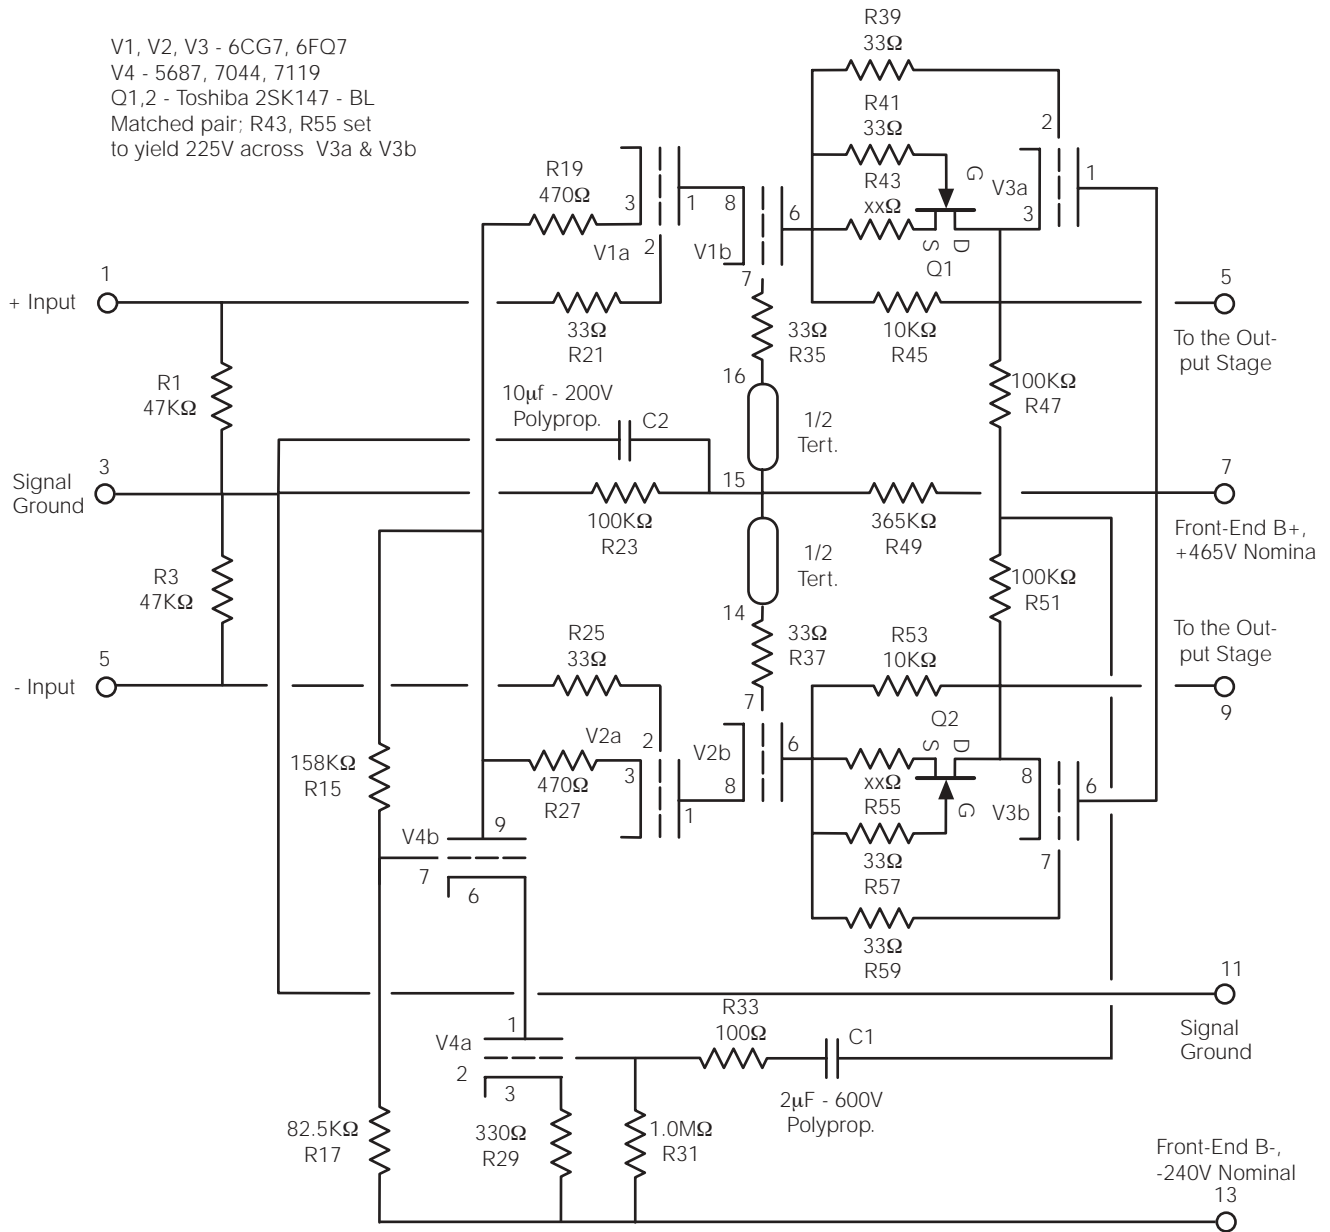 V1, V2, V3 - 6CG7, 6FQ7
V4 - 5687, 7044, 7119
Q1,2 - Toshiba 2SK147 - BL
Matched pair; R43, R55 set
to yield 225V across V3a & V3b
R39
33Ω
R41
33Ω
2
G
R43
xxΩ
V3a
3
1
S
D
Q1
R19
470Ω
3
V1a
2
1
8
V1b
7
6
1
+ Input
33Ω
R21
33Ω
R35
10KΩ
R45
5
To the Out-
put Stage
R1
47KΩ
10µf - 200V
Polyprop.
C2
16
1/2
Tert.
100KΩ
R47
3
Signal
Ground
15
100KΩ
R23
365KΩ
R49
7
Front-End B+,
+465V Nomina
R3
47KΩ
1/2
Tert.
100KΩ
R51
14
33Ω
R37
5
- Input
R25
33Ω
R53
10KΩ
To the Out-
put Stage
9
7
V2a
2
3
470Ω
R27
1
V2b
8
6
Q2
S
D
xxΩ
R55
G
8
V3b
6
7
33Ω
R57
33Ω
R59
158KΩ
R15
V4b
9
7
6
11
Signal
Ground
V4a
1
2
3
R33
100Ω
C1
2µF - 600V
Polyprop.
82.5KΩ
R17
330Ω
R29
1.0MΩ
R31
Front-End B-,
-240V Nominal
13